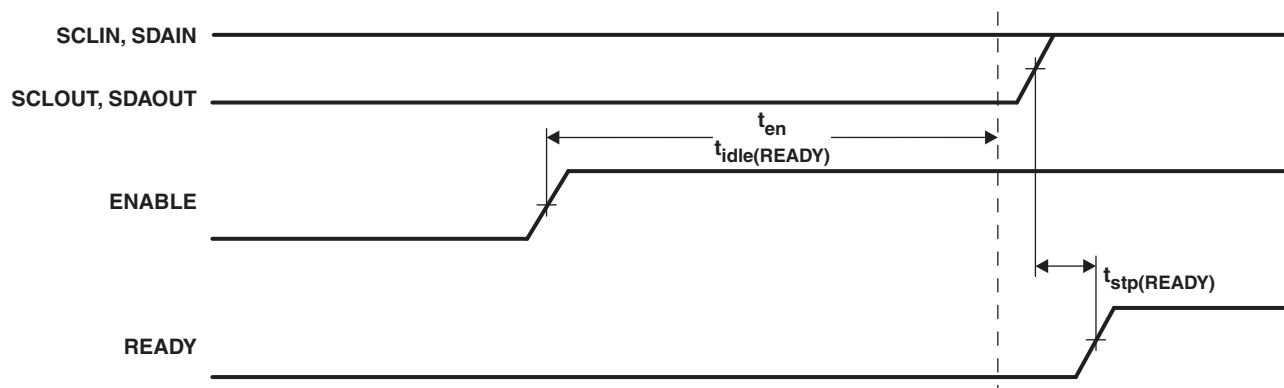 SCLIN, SDAIN
SCLOUT, SDAOUT
t_en
t_idle(READY)
ENABLE
t_stp(READY)
READY